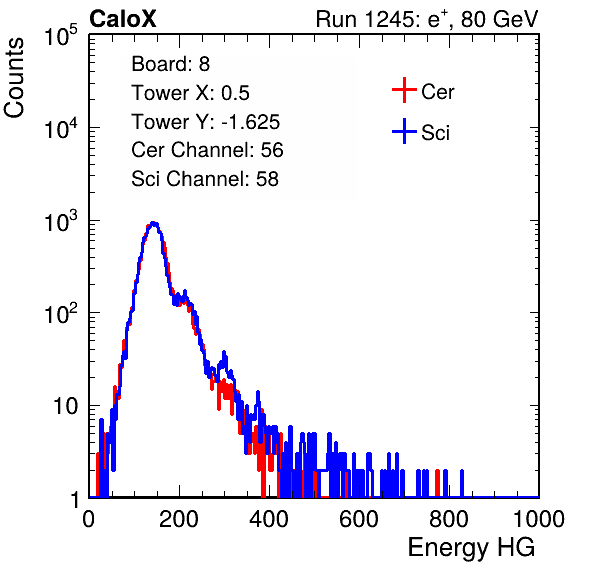 CaloX Run 1245: e⁺, 80 GeV
Counts
Board: 8
Tower X: 0.5
Tower Y: -1.625
Cer Channel: 56
Sci Channel: 58
Cer
Sci
10⁵
10⁴
10³
10²
10
1
0 200 400 600 800 1000
Energy HG